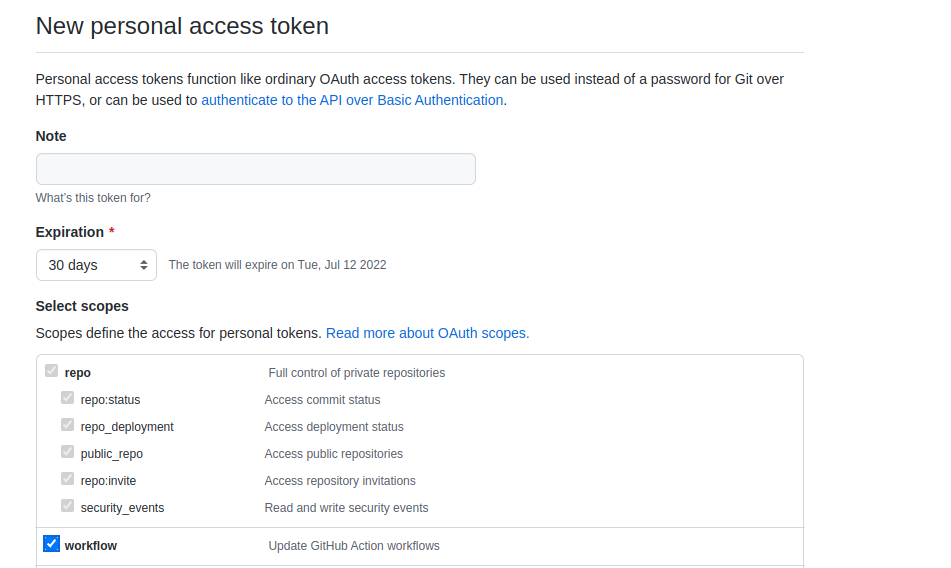 New personal access token
Personal access tokens function like ordinary OAuth access tokens. They can be used instead of a password for Git over
HTTPS, or can be used to authenticate to the API over Basic Authentication.
Note
What's this token for?
Expiration *
30 days The token will expire on Tue, Jul 12 2022
Select scopes
Scopes define the access for personal tokens. Read more about OAuth scopes.
repo Full control of private repositories
repo:status Access commit status
repo_deployment Access deployment status
public_repo Access public repositories
repo:invite Access repository invitations
security_events Read and write security events
workflow Update GitHub Action workflows